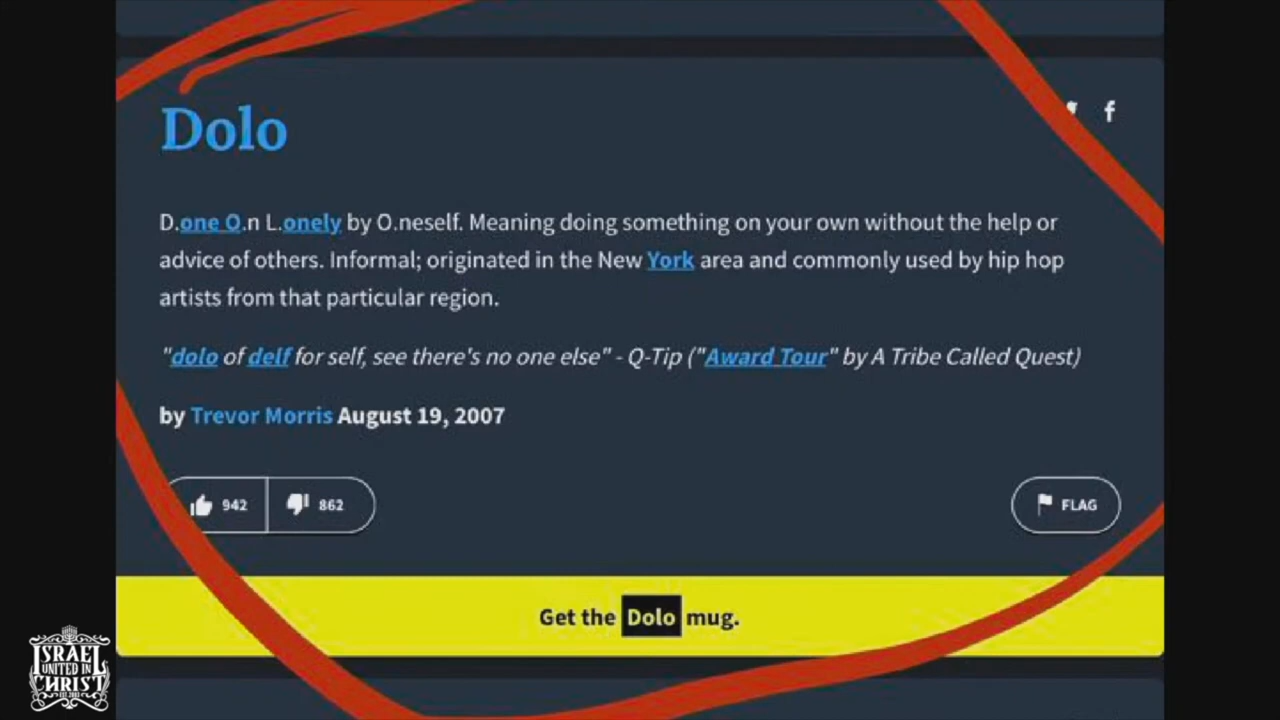 Dolo
D.one O.n L.onely by O.neself. Meaning doing something on your own without the help or
advice of others. Informal; originated in the New York area and commonly used by hip hop
artists from that particular region.
"dolo of delf for self, see there's no one else" - Q-Tip ("Award Tour" by A Tribe Called Quest)
by Trevor Morris August 19, 2007
942 862
FLAG
Get the Dolo mug.
ISRAEL
UNITED IN
CHRIST
EST 2003